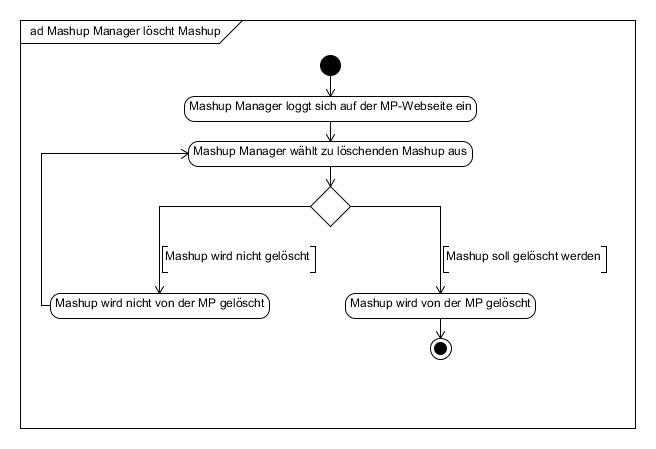 ad Mashup Manager löscht Mashup
Mashup Manager loggt sich auf der MP-Webseite ein
Mashup Manager wählt zu löschenden Mashup aus
[Mashup wird nicht gelöscht]
[Mashup soll gelöscht werden]
Mashup wird nicht von der MP gelöscht
Mashup wird von der MP gelöscht